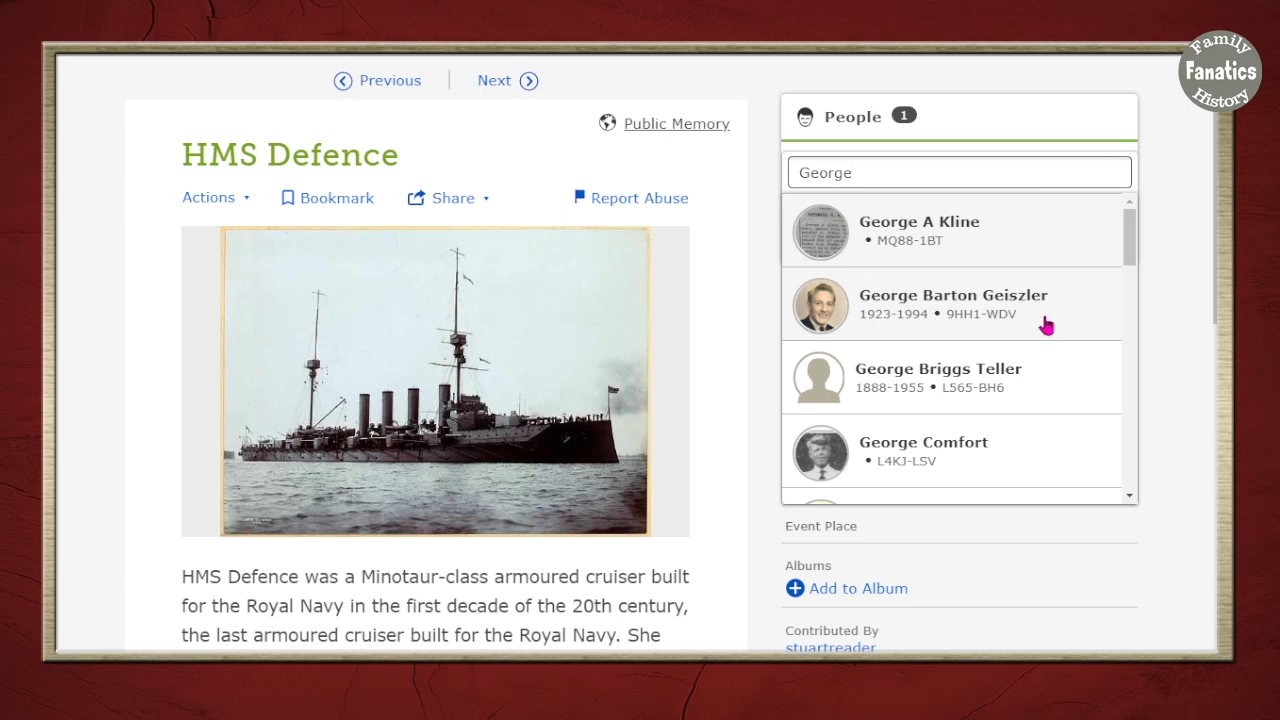 Family
Fanatics
History
Previous
Next
Public Memory
HMS Defence
Actions
Bookmark
Share
Report Abuse
HMS Defence was a Minotaur-class armoured cruiser built
for the Royal Navy in the first decade of the 20th century,
the last armoured cruiser built for the Royal Navy. She
People 1
George
George A Kline
• MQ88-1BT
George Barton Geiszler
1923-1994 • 9HH1-WDV
George Briggs Teller
1888-1955 • L565-BH6
George Comfort
• L4KJ-LSV
Event Place
Albums
Add to Album
Contributed By
stuartreader